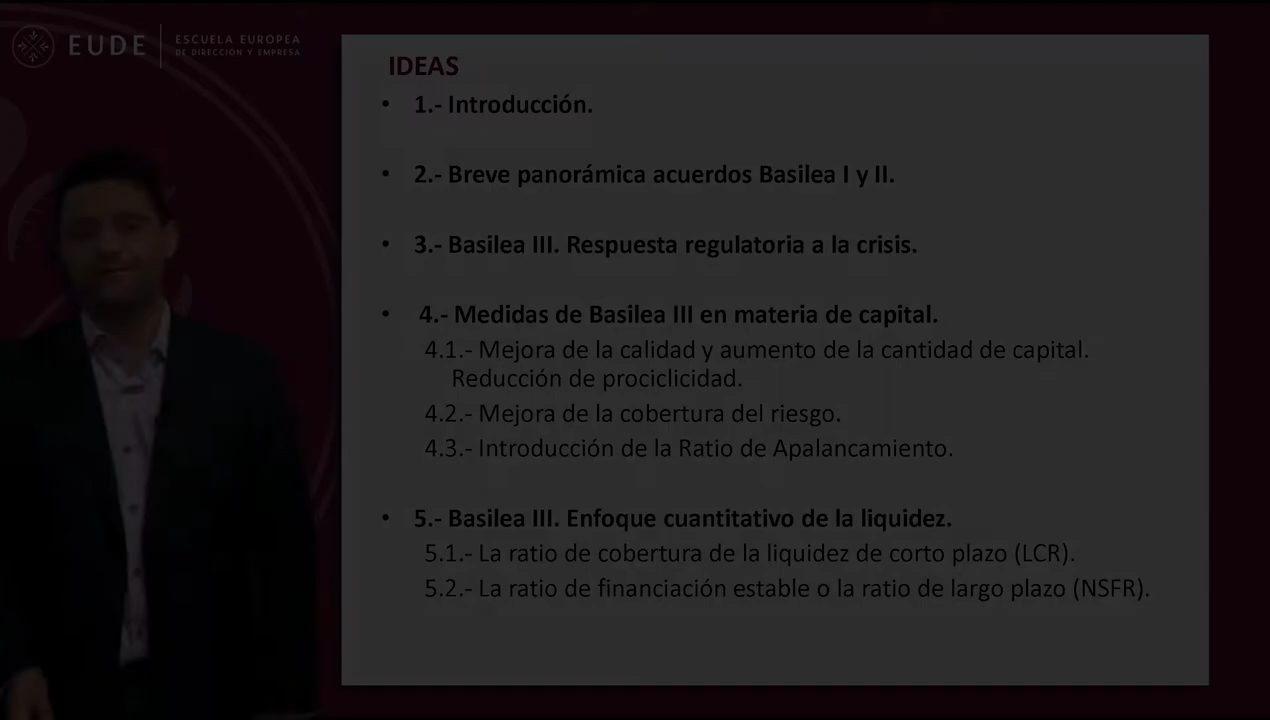 EUDE
ESCUELA EUROPEA
DE DIRECCIÓN Y EMPRESA
IDEAS
• 1.- Introducción.
• 2.- Breve panorámica acuerdos Basilea I y II.
• 3.- Basilea III. Respuesta regulatoria a la crisis.
• 4.- Medidas de Basilea III en materia de capital.
4.1.- Mejora de la calidad y aumento de la cantidad de capital.
Reducción de prociclicidad.
4.2.- Mejora de la cobertura del riesgo.
4.3.- Introducción de la Ratio de Apalancamiento.
• 5.- Basilea III. Enfoque cuantitativo de la liquidez.
5.1.- La ratio de cobertura de la liquidez de corto plazo (LCR).
5.2.- La ratio de financiación estable o la ratio de largo plazo (NSFR).